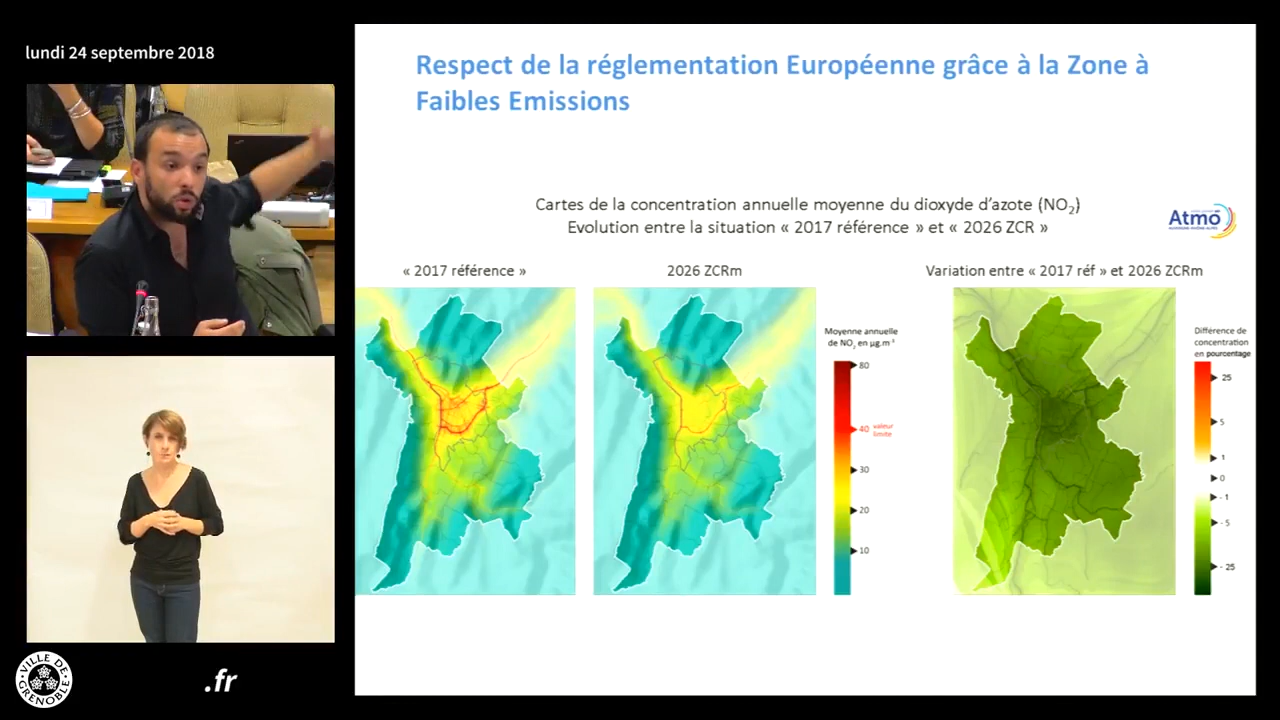 lundi 24 septembre 2018
Respect de la réglementation Européenne grâce à la Zone à
Faibles Emissions
Cartes de la concentration annuelle moyenne du dioxyde d'azote (NO₂)
Evolution entre la situation « 2017 référence » et « 2026 ZCR »
Atmo
AUVERGNE-RHÔNE-ALPES
« 2017 référence »
2026 ZCRm
Variation entre « 2017 réf » et 2026 ZCRm
Moyenne annuelle
de NO₂ en µg.m⁻³
80
40 valeur
limite
30
20
10
Différence de
concentration
en pourcentage
25
5
1
0
- 1
- 5
- 25
VILLE DE
GRENOBLE
.fr